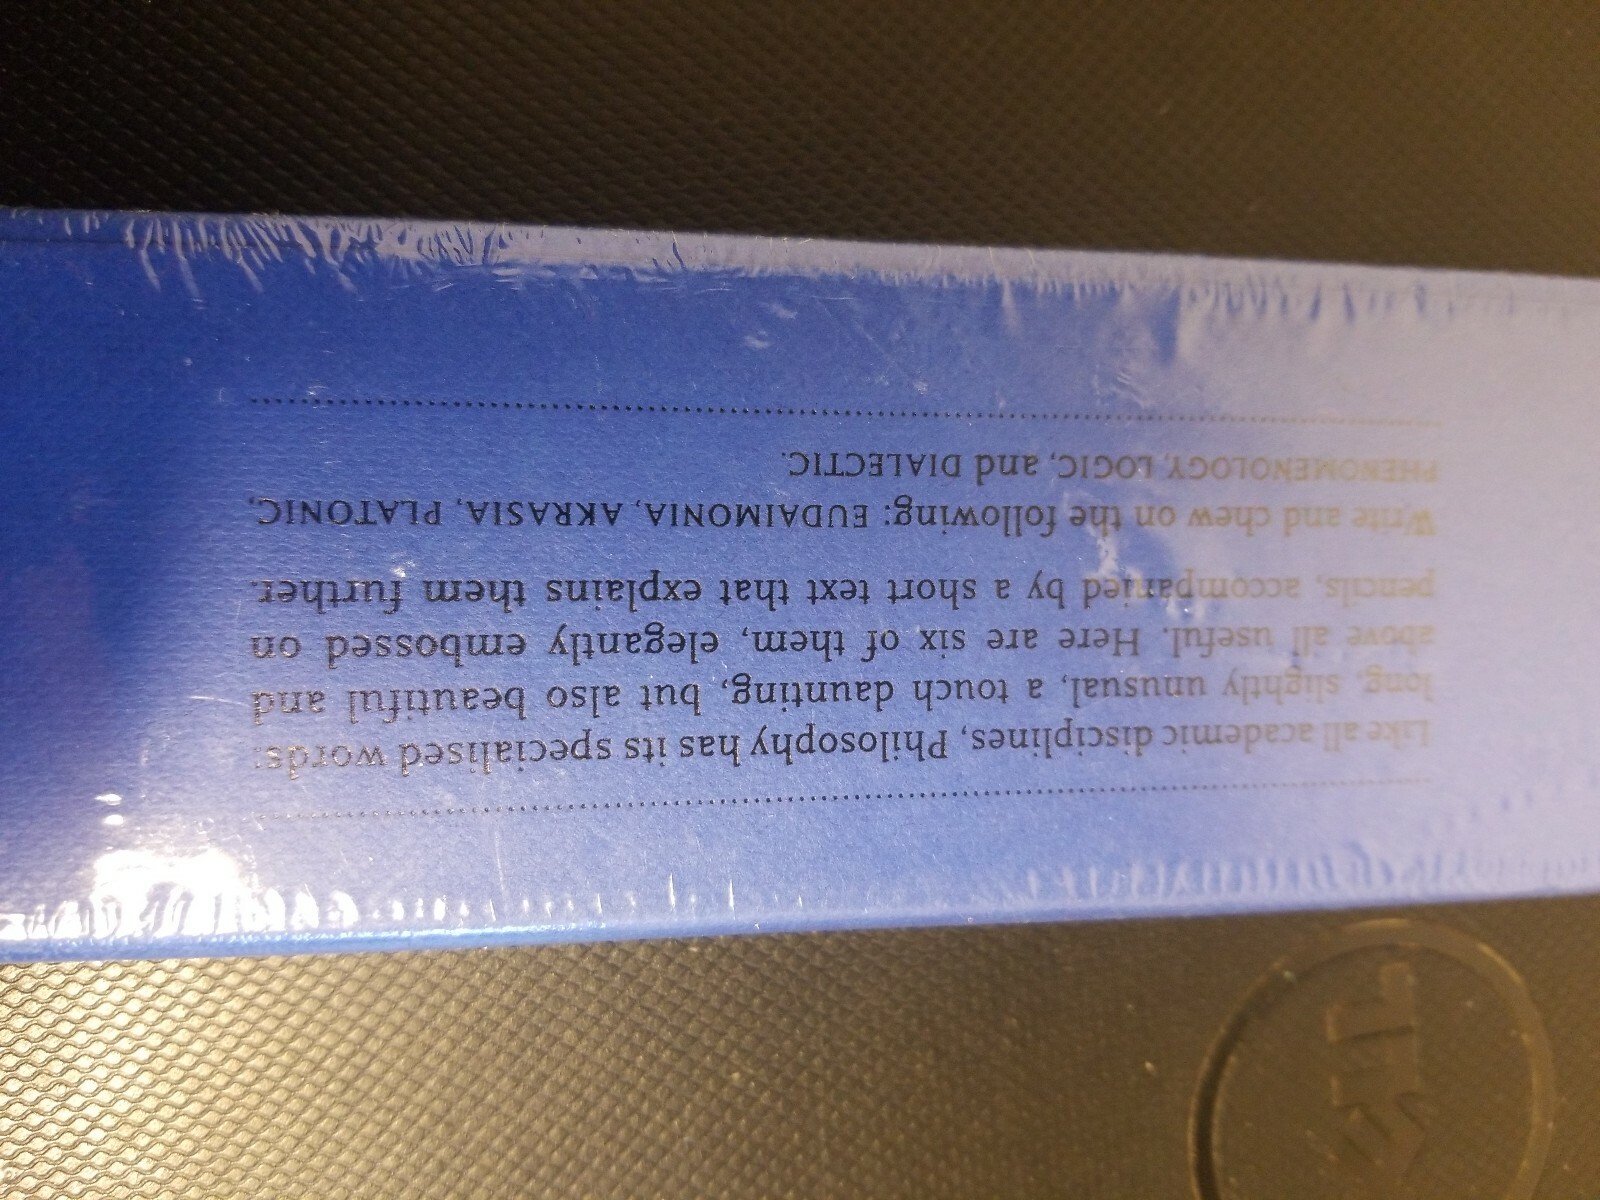 Like all academic disciplines, Philosophy has its specialised words:
long, slightly unusual, a touch daunting, but also beautiful and
above all useful. Here are six of them, elegantly embossed on
pencils, accompanied by a short text that explains them further.
Write and chew on the following: EUDAIMONIA, AKRASIA, PLATONIC,
PHENOMENOLOGY, LOGIC, and DIALECTIC.